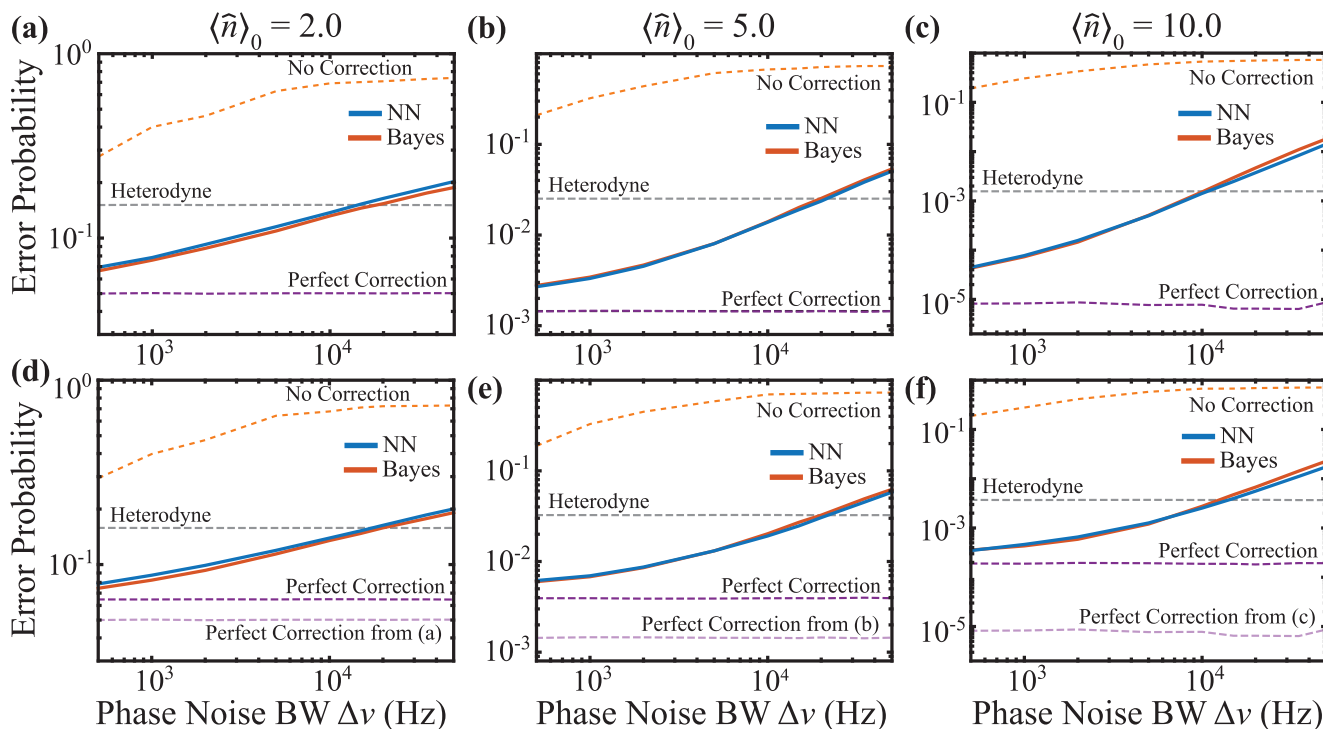 (a) ⟨n̂⟩₀ = 2.0 (b) ⟨n̂⟩₀ = 5.0 (c) ⟨n̂⟩₀ = 10.0
Error Probability
10⁰
10⁻¹
No Correction
NN
Bayes
Heterodyne
Perfect Correction
10³ 10⁴
10⁻¹
10⁻²
10⁻³
No Correction
NN
Bayes
Heterodyne
Perfect Correction
10³ 10⁴
10⁻¹
10⁻³
10⁻⁵
No Correction
NN
Bayes
Heterodyne
Perfect Correction
10³ 10⁴
(d) (e) (f)
Error Probability
10⁰
10⁻¹
No Correction
NN
Bayes
Heterodyne
Perfect Correction
Perfect Correction from (a)
10³ 10⁴
Phase Noise BW Δν (Hz)
10⁻¹
10⁻²
10⁻³
No Correction
NN
Bayes
Heterodyne
Perfect Correction
Perfect Correction from (b)
10³ 10⁴
Phase Noise BW Δν (Hz)
10⁻¹
10⁻³
10⁻⁵
No Correction
NN
Bayes
Heterodyne
Perfect Correction
Perfect Correction from (c)
10³ 10⁴
Phase Noise BW Δν (Hz)